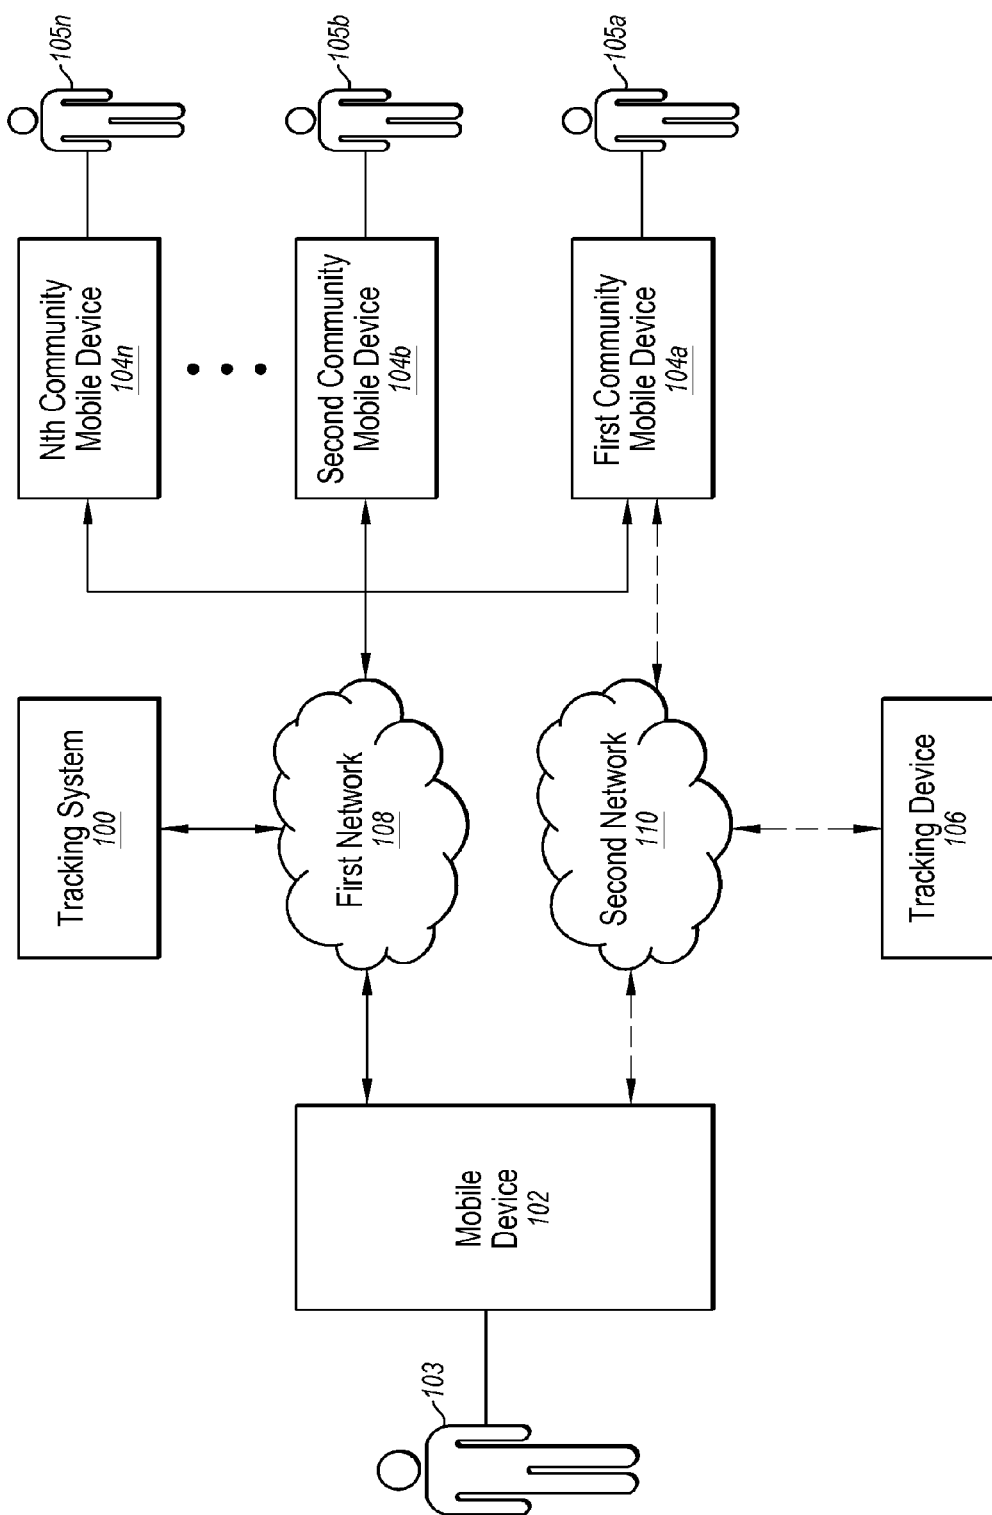 105n
105b
105a
Nth Community
Mobile Device
104n
Second Community
Mobile Device
104b
First Community
Mobile Device
104a
Tracking System
100
First Network
108
Second Network
110
Tracking Device
106
Mobile
Device
102
103